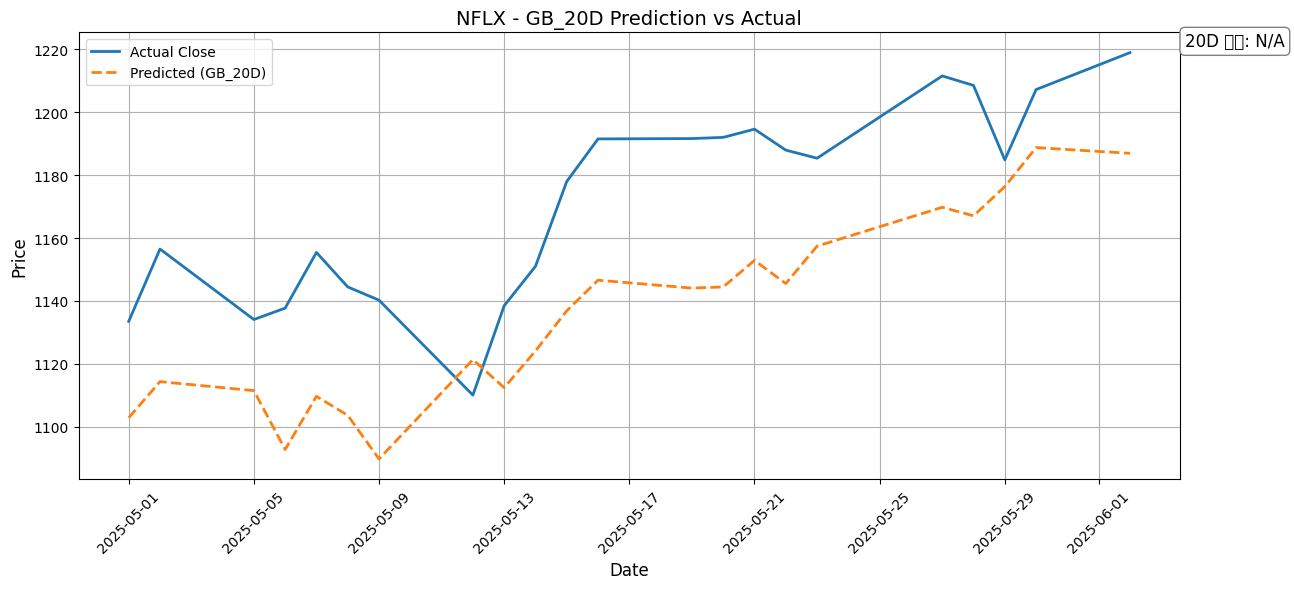 NFLX - GB_20D Prediction vs Actual
20D : N/A
Actual Close
Predicted (GB_20D)
Price
1220
1200
1180
1160
1140
1120
1100
2025-05-01
2025-05-05
2025-05-09
2025-05-13
2025-05-17
2025-05-21
2025-05-25
2025-05-29
2025-06-01
Date